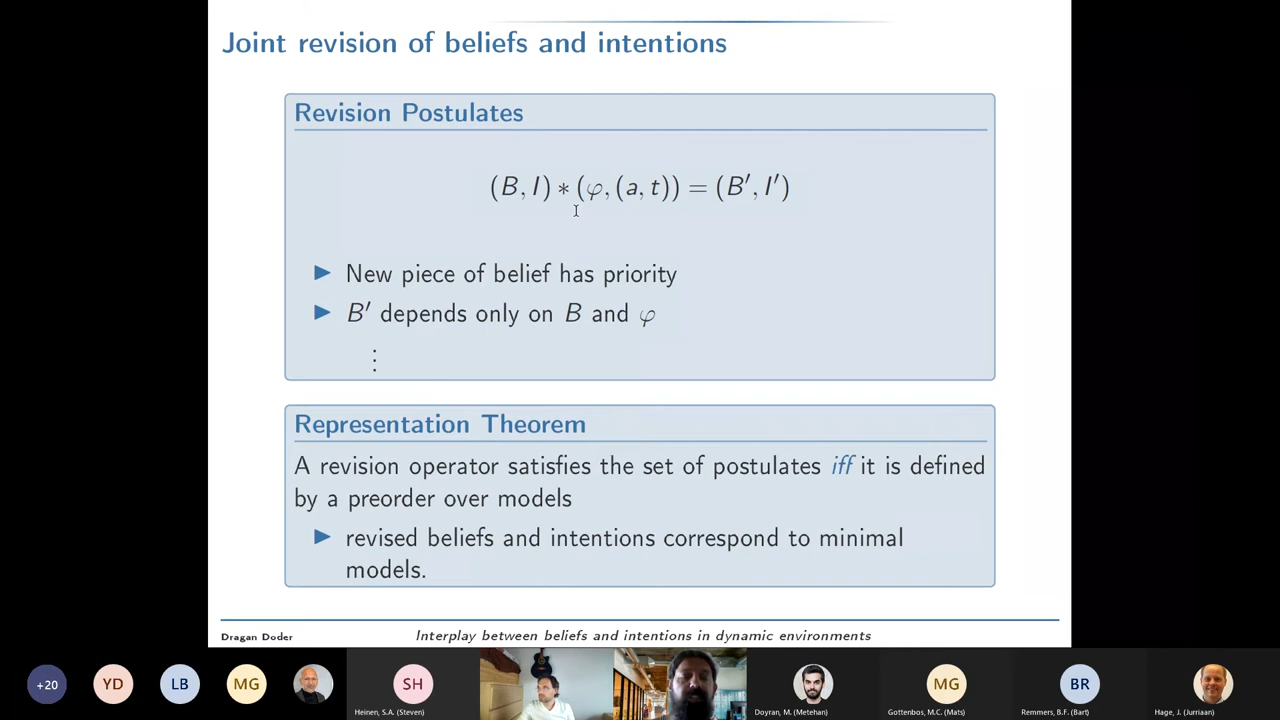 Joint revision of beliefs and intentions
Revision Postulates
(B, I) ∗ (φ, (a, t)) = (B′, I′)
▶ New piece of belief has priority
▶ B′ depends only on B and φ
⋮
Representation Theorem
A revision operator satisfies the set of postulates iff it is defined
by a preorder over models
▶ revised beliefs and intentions correspond to minimal
models.
Dragan Doder
Interplay between beliefs and intentions in dynamic environments
+20
YD
LB
MG
SH
MG
BR
Heinen, S.A. (Steven)
Doyran, M. (Metehan)
Gottenbos, M.C. (Mats)
Remmers, B.F. (Bart)
Hage, J. (Jurriaan)